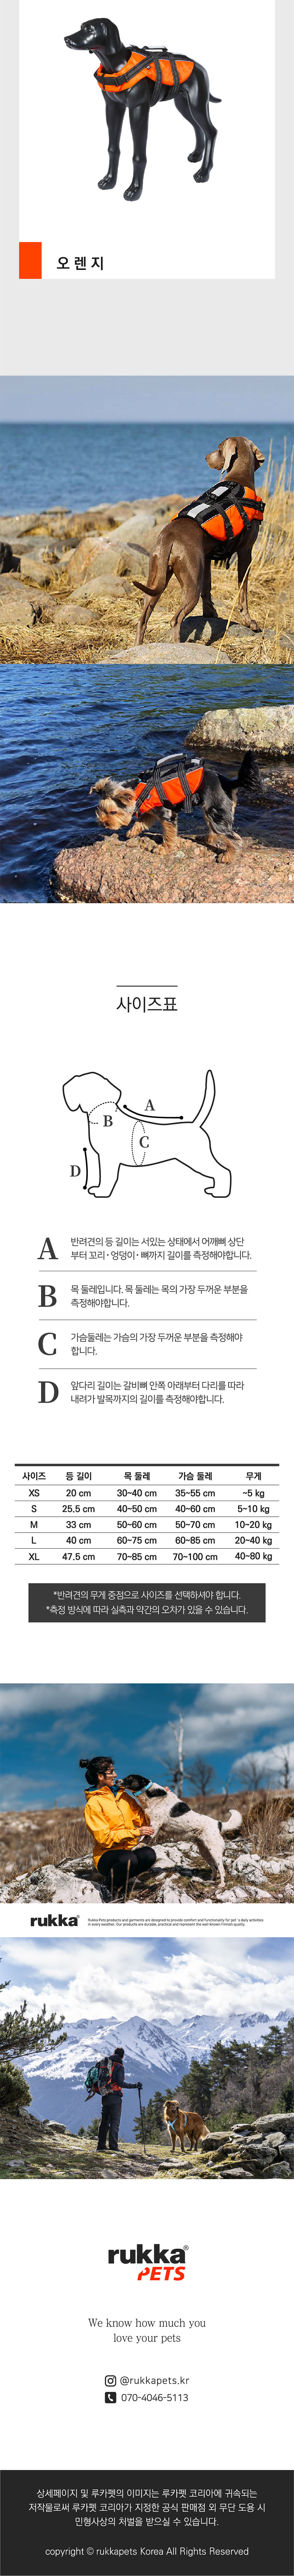 오렌지
사이즈표
A
B
C
D
A 반려견의 등 길이는 서있는 상태에서 어깨뼈 상단
부터 꼬리·엉덩이·뼈까지 길이를 측정해야합니다.
B 목 둘레입니다. 목 둘레는 목의 가장 두꺼운 부분을
측정해야합니다.
C 가슴둘레는 가슴의 가장 두꺼운 부분을 측정해야
합니다.
D 앞다리 길이는 갈비뼈 안쪽 아래부터 다리를 따라
내려가 발목까지의 길이를 측정해야합니다.
사이즈 등 길이 목 둘레 가슴 둘레 무게
XS 20 cm 30~40 cm 35~55 cm ~5 kg
S 25.5 cm 40~50 cm 40~60 cm 5~10 kg
M 33 cm 50~60 cm 50~70 cm 10~20 kg
L 40 cm 60~75 cm 60~85 cm 20~40 kg
XL 47.5 cm 70~85 cm 70~100 cm 40~80 kg
*반려견의 무게 중점으로 사이즈를 선택하셔야 합니다.
*측정 방식에 따라 실측과 약간의 오차가 있을 수 있습니다.
rukka®
Rukka Pets products and garments are designed to provide comfort and functionality for pet´s daily activities
in every weather. Our products are durable, practical and represent the well-known Finnish quality.
rukka®
PETS
We know how much you
love your pets
@rukkapets.kr
070-4046-5113
상세페이지 및 루카펫의 이미지는 루카펫 코리아에 귀속되는
저작물로써 루카펫 코리아가 지정한 공식 판매점 외 무단 도용 시
민형사상의 처벌을 받으실 수 있습니다.
copyright © rukkapets Korea All Rights Reserved